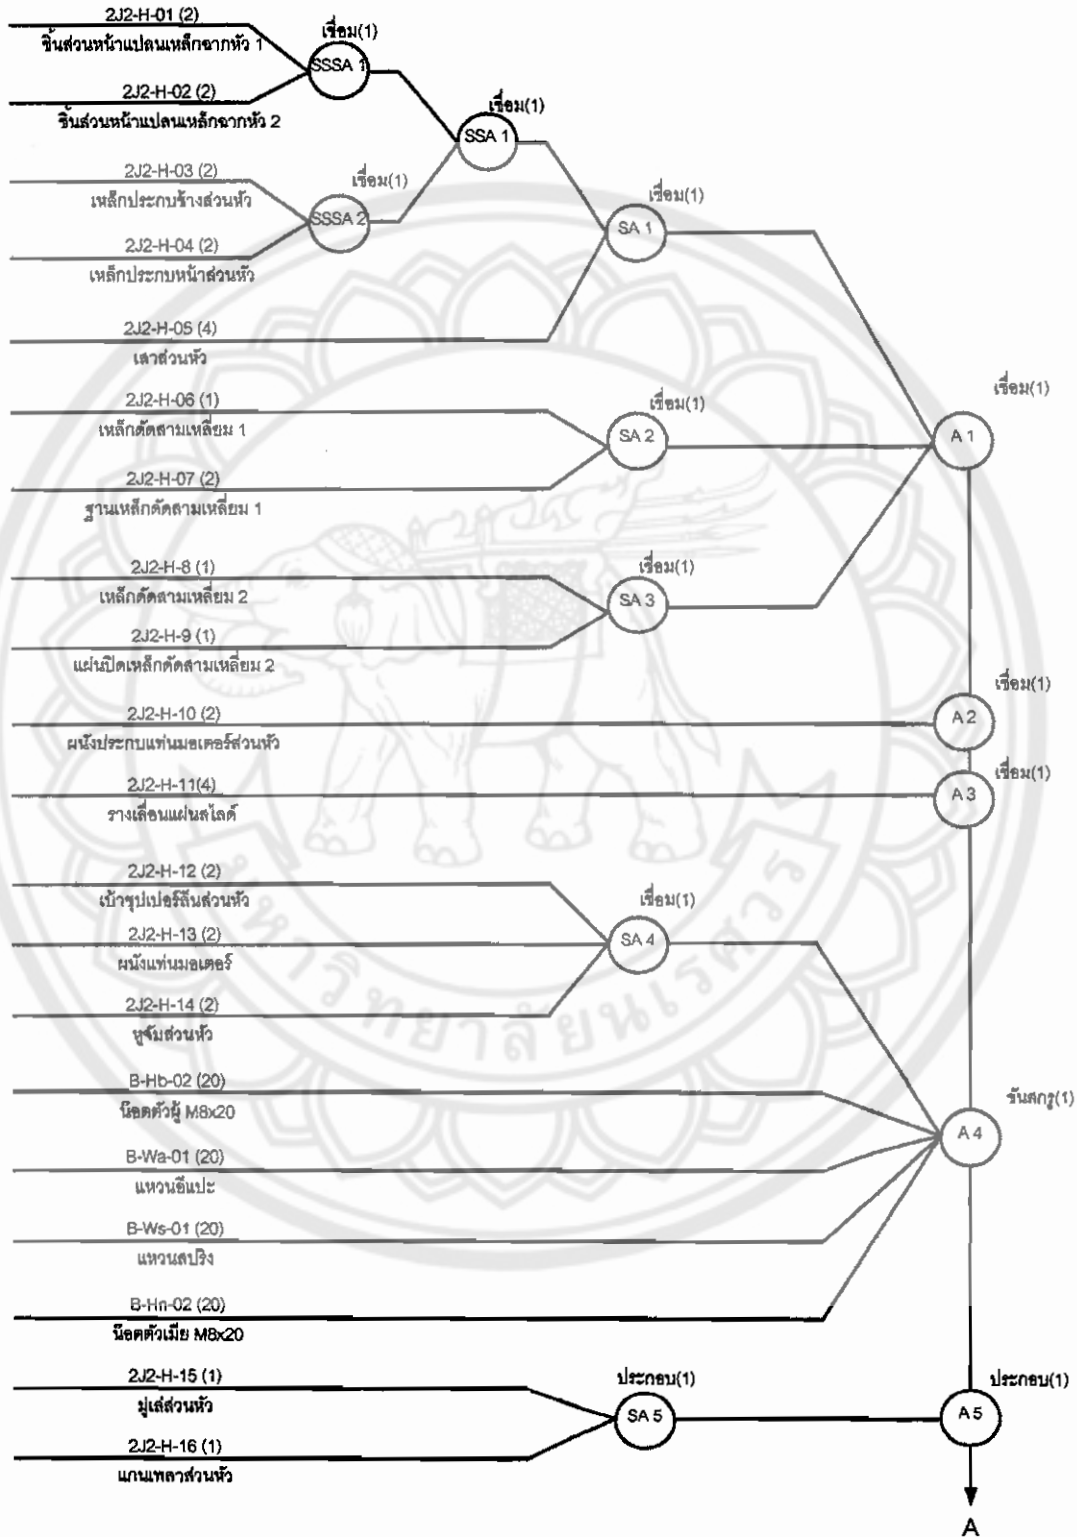 2J2-H-01 (2)
ชิ้นส่วนหน้าแปลนเหล็กฉากหัว 1
เชื่อม(1)
SSSA 1
2J2-H-02 (2)
ชิ้นส่วนหน้าแปลนเหล็กฉากหัว 2
เชื่อม(1)
SSA 1
2J2-H-03 (2)
เหล็กประกบข้างส่วนหัว
เชื่อม(1)
SSSA 2
2J2-H-04 (2)
เหล็กประกบหน้าส่วนหัว
เชื่อม(1)
SA 1
2J2-H-05 (4)
เสาส่วนหัว
2J2-H-06 (1)
เหล็กดัดสามเหลี่ยม 1
เชื่อม(1)
SA 2
เชื่อม(1)
A 1
2J2-H-07 (2)
ฐานเหล็กดัดสามเหลี่ยม 1
2J2-H-8 (1)
เหล็กดัดสามเหลี่ยม 2
เชื่อม(1)
SA 3
2J2-H-9 (1)
แผ่นปิดเหล็กดัดสามเหลี่ยม 2
2J2-H-10 (2)
ผนังประกบแท่นมอเตอร์ส่วนหัว
เชื่อม(1)
A 2
2J2-H-11(4)
รางเลื่อนแผ่นสไลด์
เชื่อม(1)
A 3
2J2-H-12 (2)
เบ้าซุปเปอร์ลีนส่วนหัว
เชื่อม(1)
SA 4
2J2-H-13 (2)
ผนังแท่นมอเตอร์
2J2-H-14 (2)
หูจับส่วนหัว
มหาวิทยาลัยนเรศวร
B-Hb-02 (20)
น๊อตตัวผู้ M8x20
ขันสกรู(1)
A 4
B-Wa-01 (20)
แหวนอีแปะ
B-Ws-01 (20)
แหวนสปริง
B-Hn-02 (20)
น๊อตตัวเมีย M8x20
2J2-H-15 (1)
มู่เล่ส่วนหัว
ประกอบ(1)
SA 5
ประกอบ(1)
A 5
2J2-H-16 (1)
แกนเพลาส่วนหัว
A